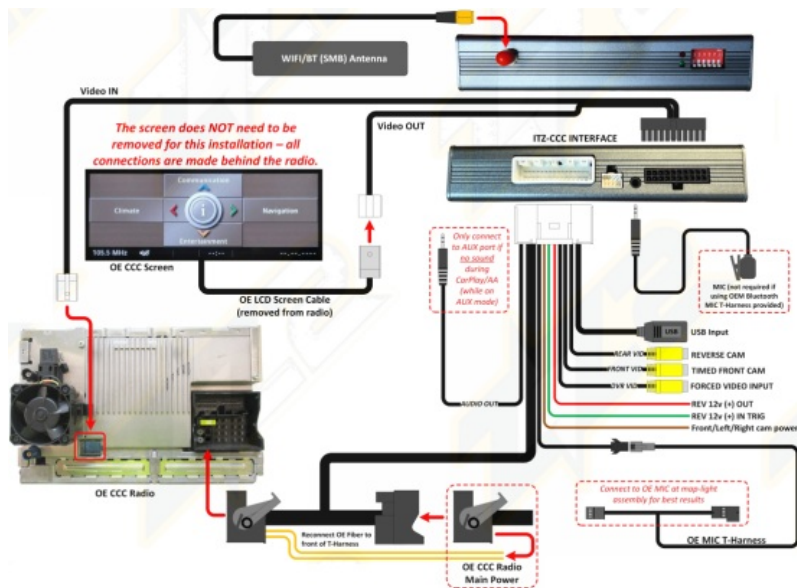 WIFI/BT (SMB) Antenna
Video IN
Video OUT
The screen does NOT need to be
removed for this installation – all
connections are made behind the radio.
ITZ-CCC INTERFACE
Communication
Climate
Navigation
Entertainment
OE CCC Screen
OE LCD Screen Cable
(removed from radio)
Only connect
to AUX port if
no sound
during
CarPlay/AA
(while on
AUX mode)
MIC (not required if
using OEM Bluetooth
MIC T-Harness provided)
USB
USB Input
REAR VID
REVERSE CAM
FRONT VID
TIMED FRONT CAM
DVR VID
FORCED VIDEO INPUT
AUDIO OUT
REV 12v (+) OUT
REV 12v (+) IN TRIG
Front/Left/Right cam power
OE CCC Radio
Connect to OE MIC at map-light
assembly for best results
OE MIC T-Harness
Reconnect OE Fiber to
front of T-Harness
OE CCC Radio
Main Power